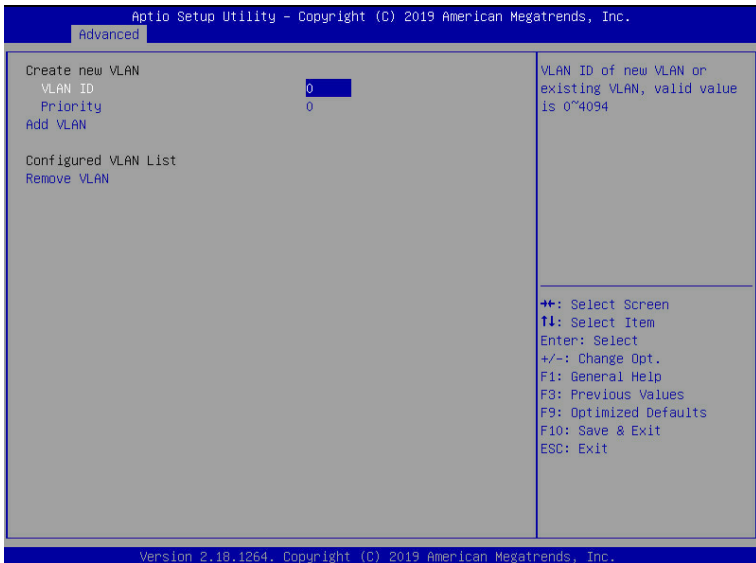 Aptio Setup Utility – Copyright (C) 2019 American Megatrends, Inc.
Advanced
Create new VLAN
VLAN ID 0
Priority 0
Add VLAN
Configured VLAN List
Remove VLAN
VLAN ID of new VLAN or
existing VLAN, valid value
is 0~4094
→←: Select Screen
↑↓: Select Item
Enter: Select
+/-: Change Opt.
F1: General Help
F3: Previous Values
F9: Optimized Defaults
F10: Save & Exit
ESC: Exit
Version 2.18.1264. Copyright (C) 2019 American Megatrends, Inc.